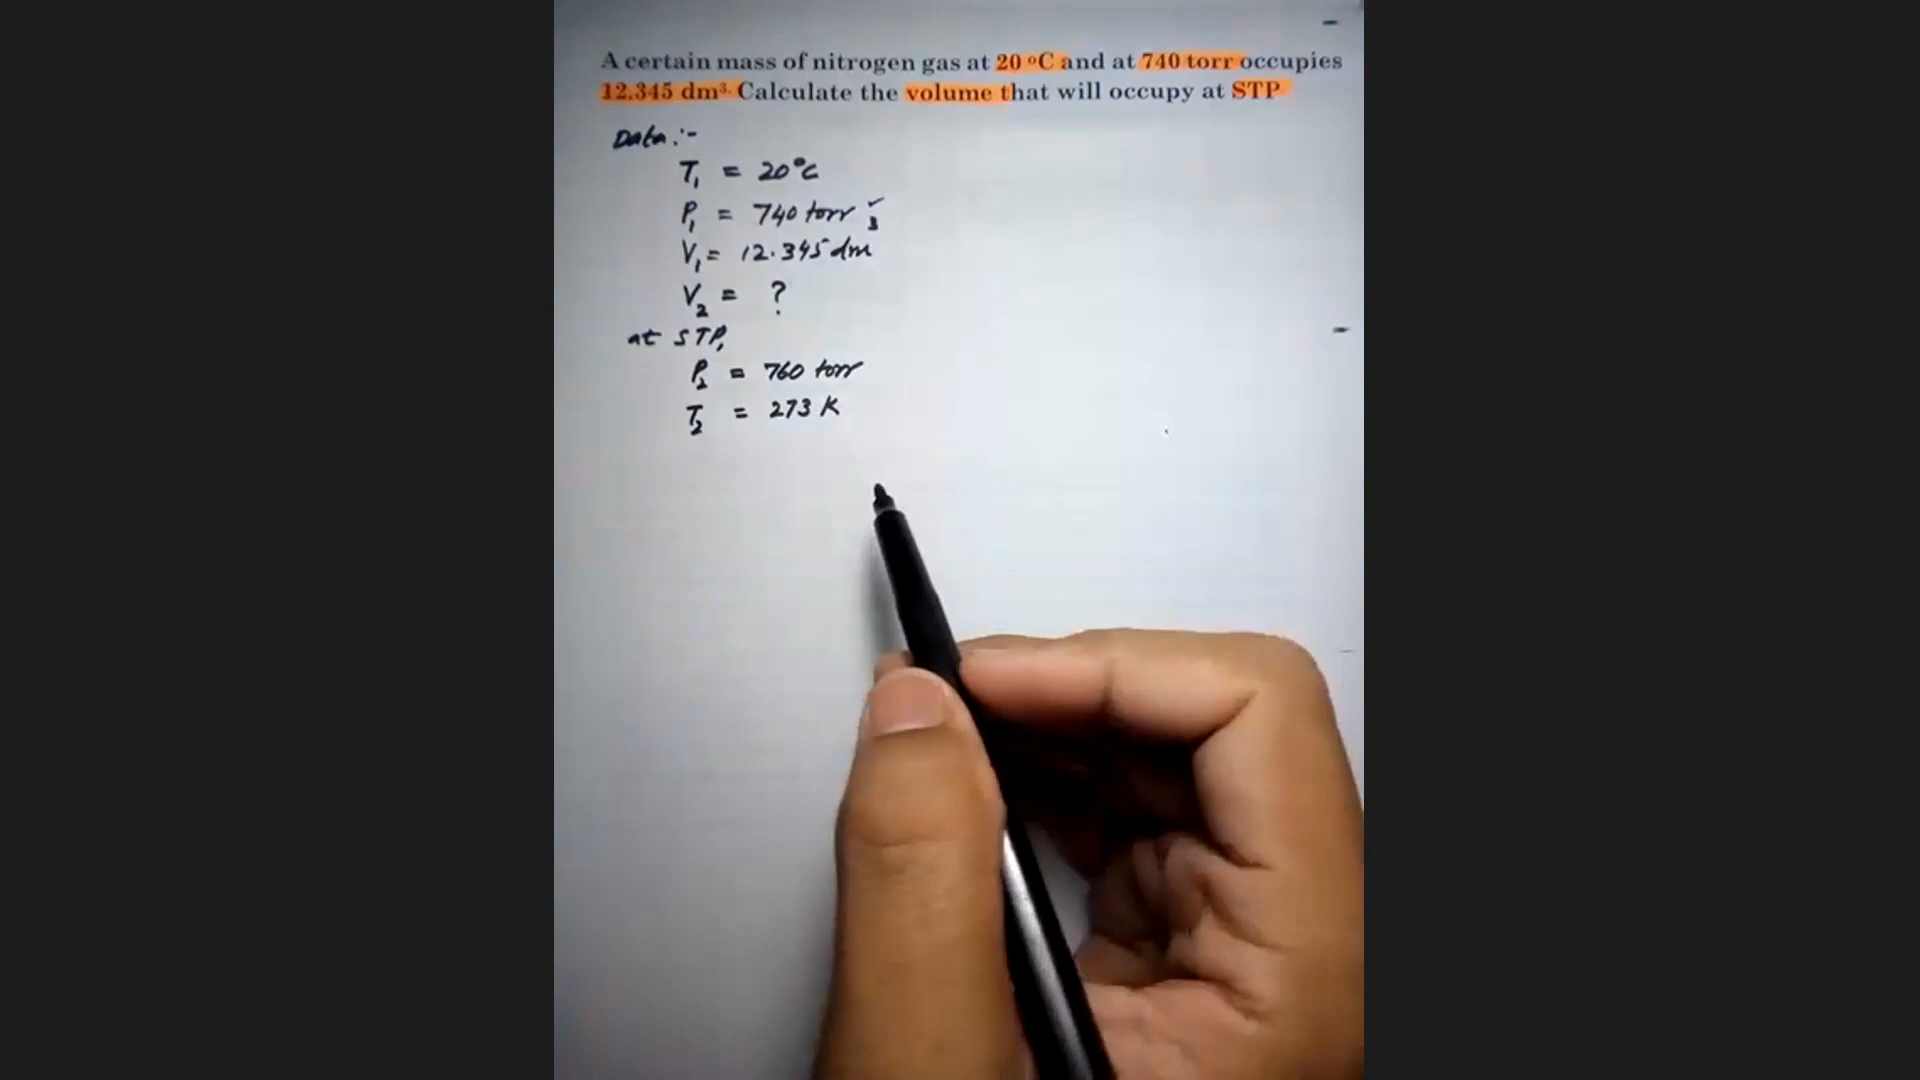 A certain mass of nitrogen gas at 20 °C and at 740 torr occupies
12.345 dm³. Calculate the volume that will occupy at STP
Data :-
T₁ = 20°C
P₁ = 740 torr ✓
V₁ = 12.345 dm³
V₂ = ?
at STP,
P₂ = 760 torr
T₂ = 273 K